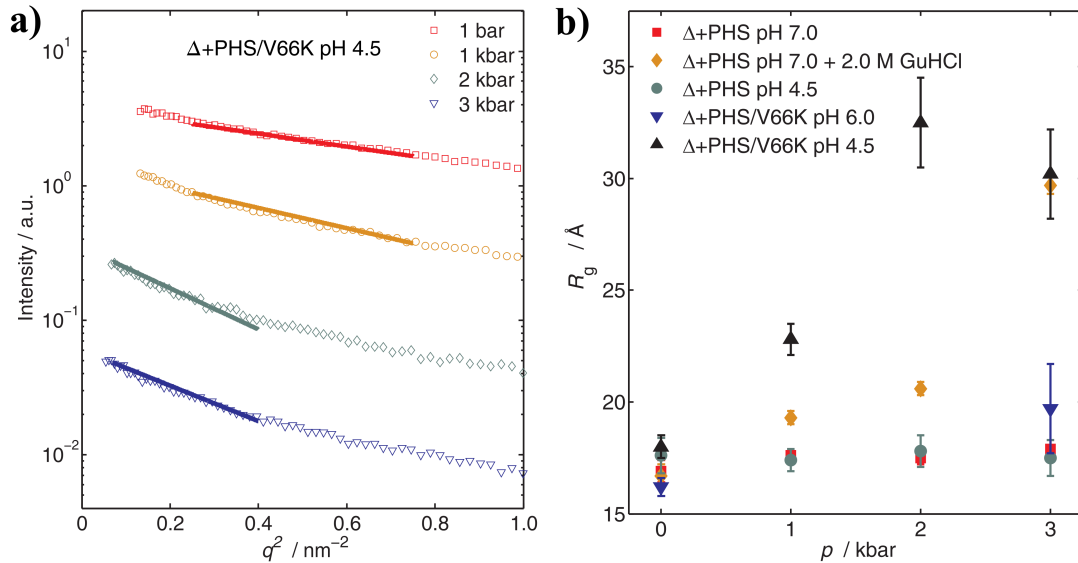 a)
Δ+PHS/V66K pH 4.5
1 bar
1 kbar
2 kbar
3 kbar
10¹
10⁰
10⁻¹
10⁻²
Intensity / a.u.
0 0.2 0.4 0.6 0.8 1.0
q² / nm⁻²
b)
Δ+PHS pH 7.0
Δ+PHS pH 7.0 + 2.0 M GuHCl
Δ+PHS pH 4.5
Δ+PHS/V66K pH 6.0
Δ+PHS/V66K pH 4.5
35
30
25
20
15
Rg / Å
0 1 2 3
p / kbar